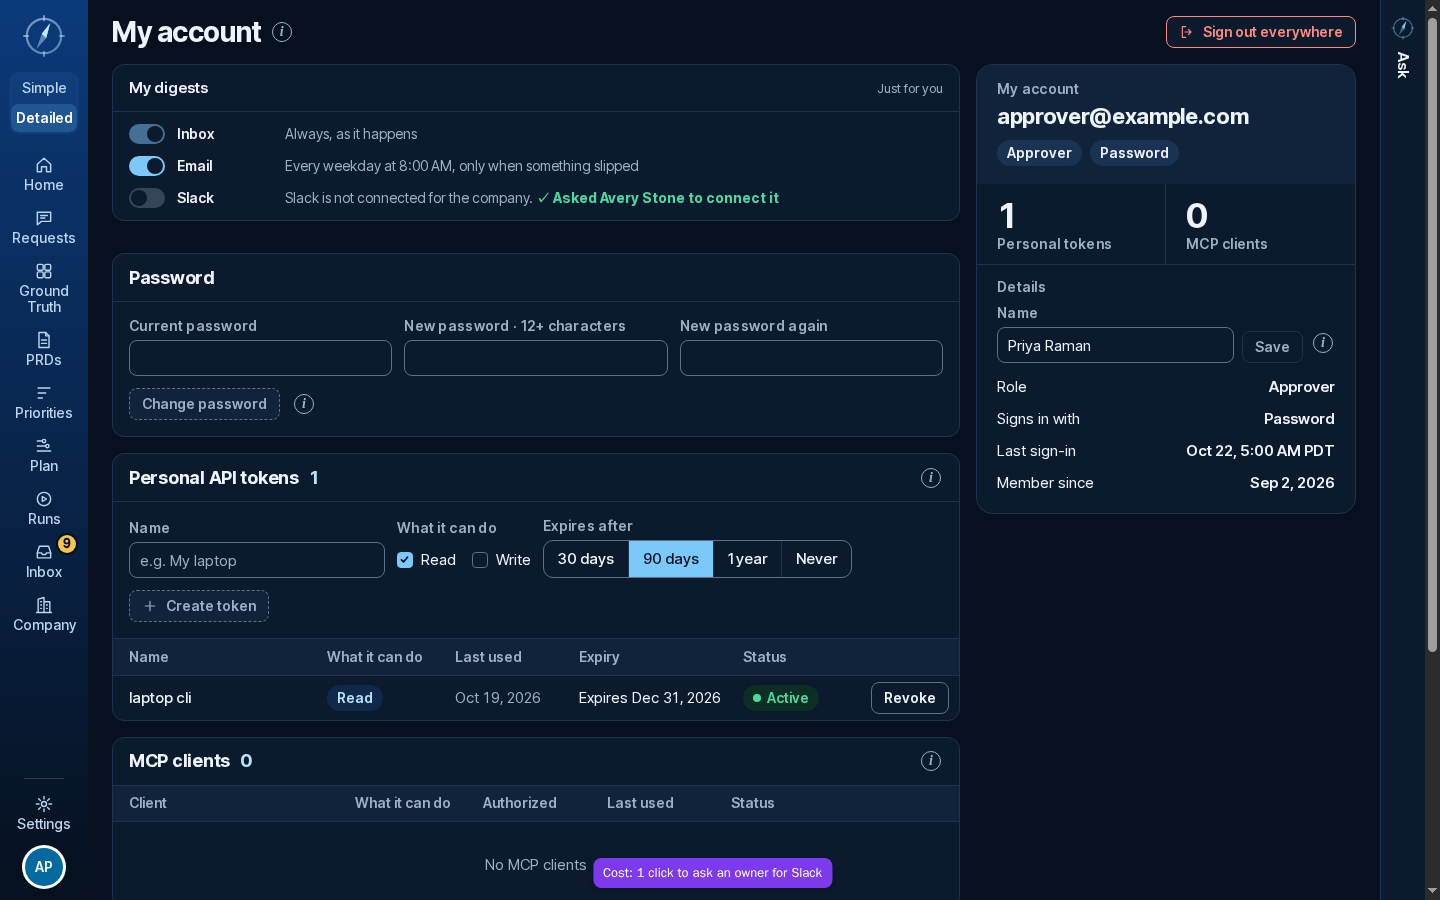 Simple
Detailed
Home
Requests
Ground
Truth
PRDs
Priorities
Plan
Runs
9
Inbox
Company
Settings
AP
My account
i
Sign out everywhere
My digests
Just for you
Inbox
Always, as it happens
Email
Every weekday at 8:00 AM, only when something slipped
Slack
Slack is not connected for the company. ✓ Asked Avery Stone to connect it
Password
Current password
New password · 12+ characters
New password again
Change password
i
Personal API tokens 1
i
Name
What it can do
Expires after
e.g. My laptop
Read
Write
30 days
90 days
1 year
Never
+ Create token
Name
What it can do
Last used
Expiry
Status
laptop cli
Read
Oct 19, 2026
Expires Dec 31, 2026
Active
Revoke
MCP clients 0
i
Client
What it can do
Authorized
Last used
Status
No MCP clients
Cost: 1 click to ask an owner for Slack
My account
approver@example.com
Approver
Password
1
Personal tokens
0
MCP clients
Details
Name
Priya Raman
Save
i
Role
Approver
Signs in with
Password
Last sign-in
Oct 22, 5:00 AM PDT
Member since
Sep 2, 2026
Ask